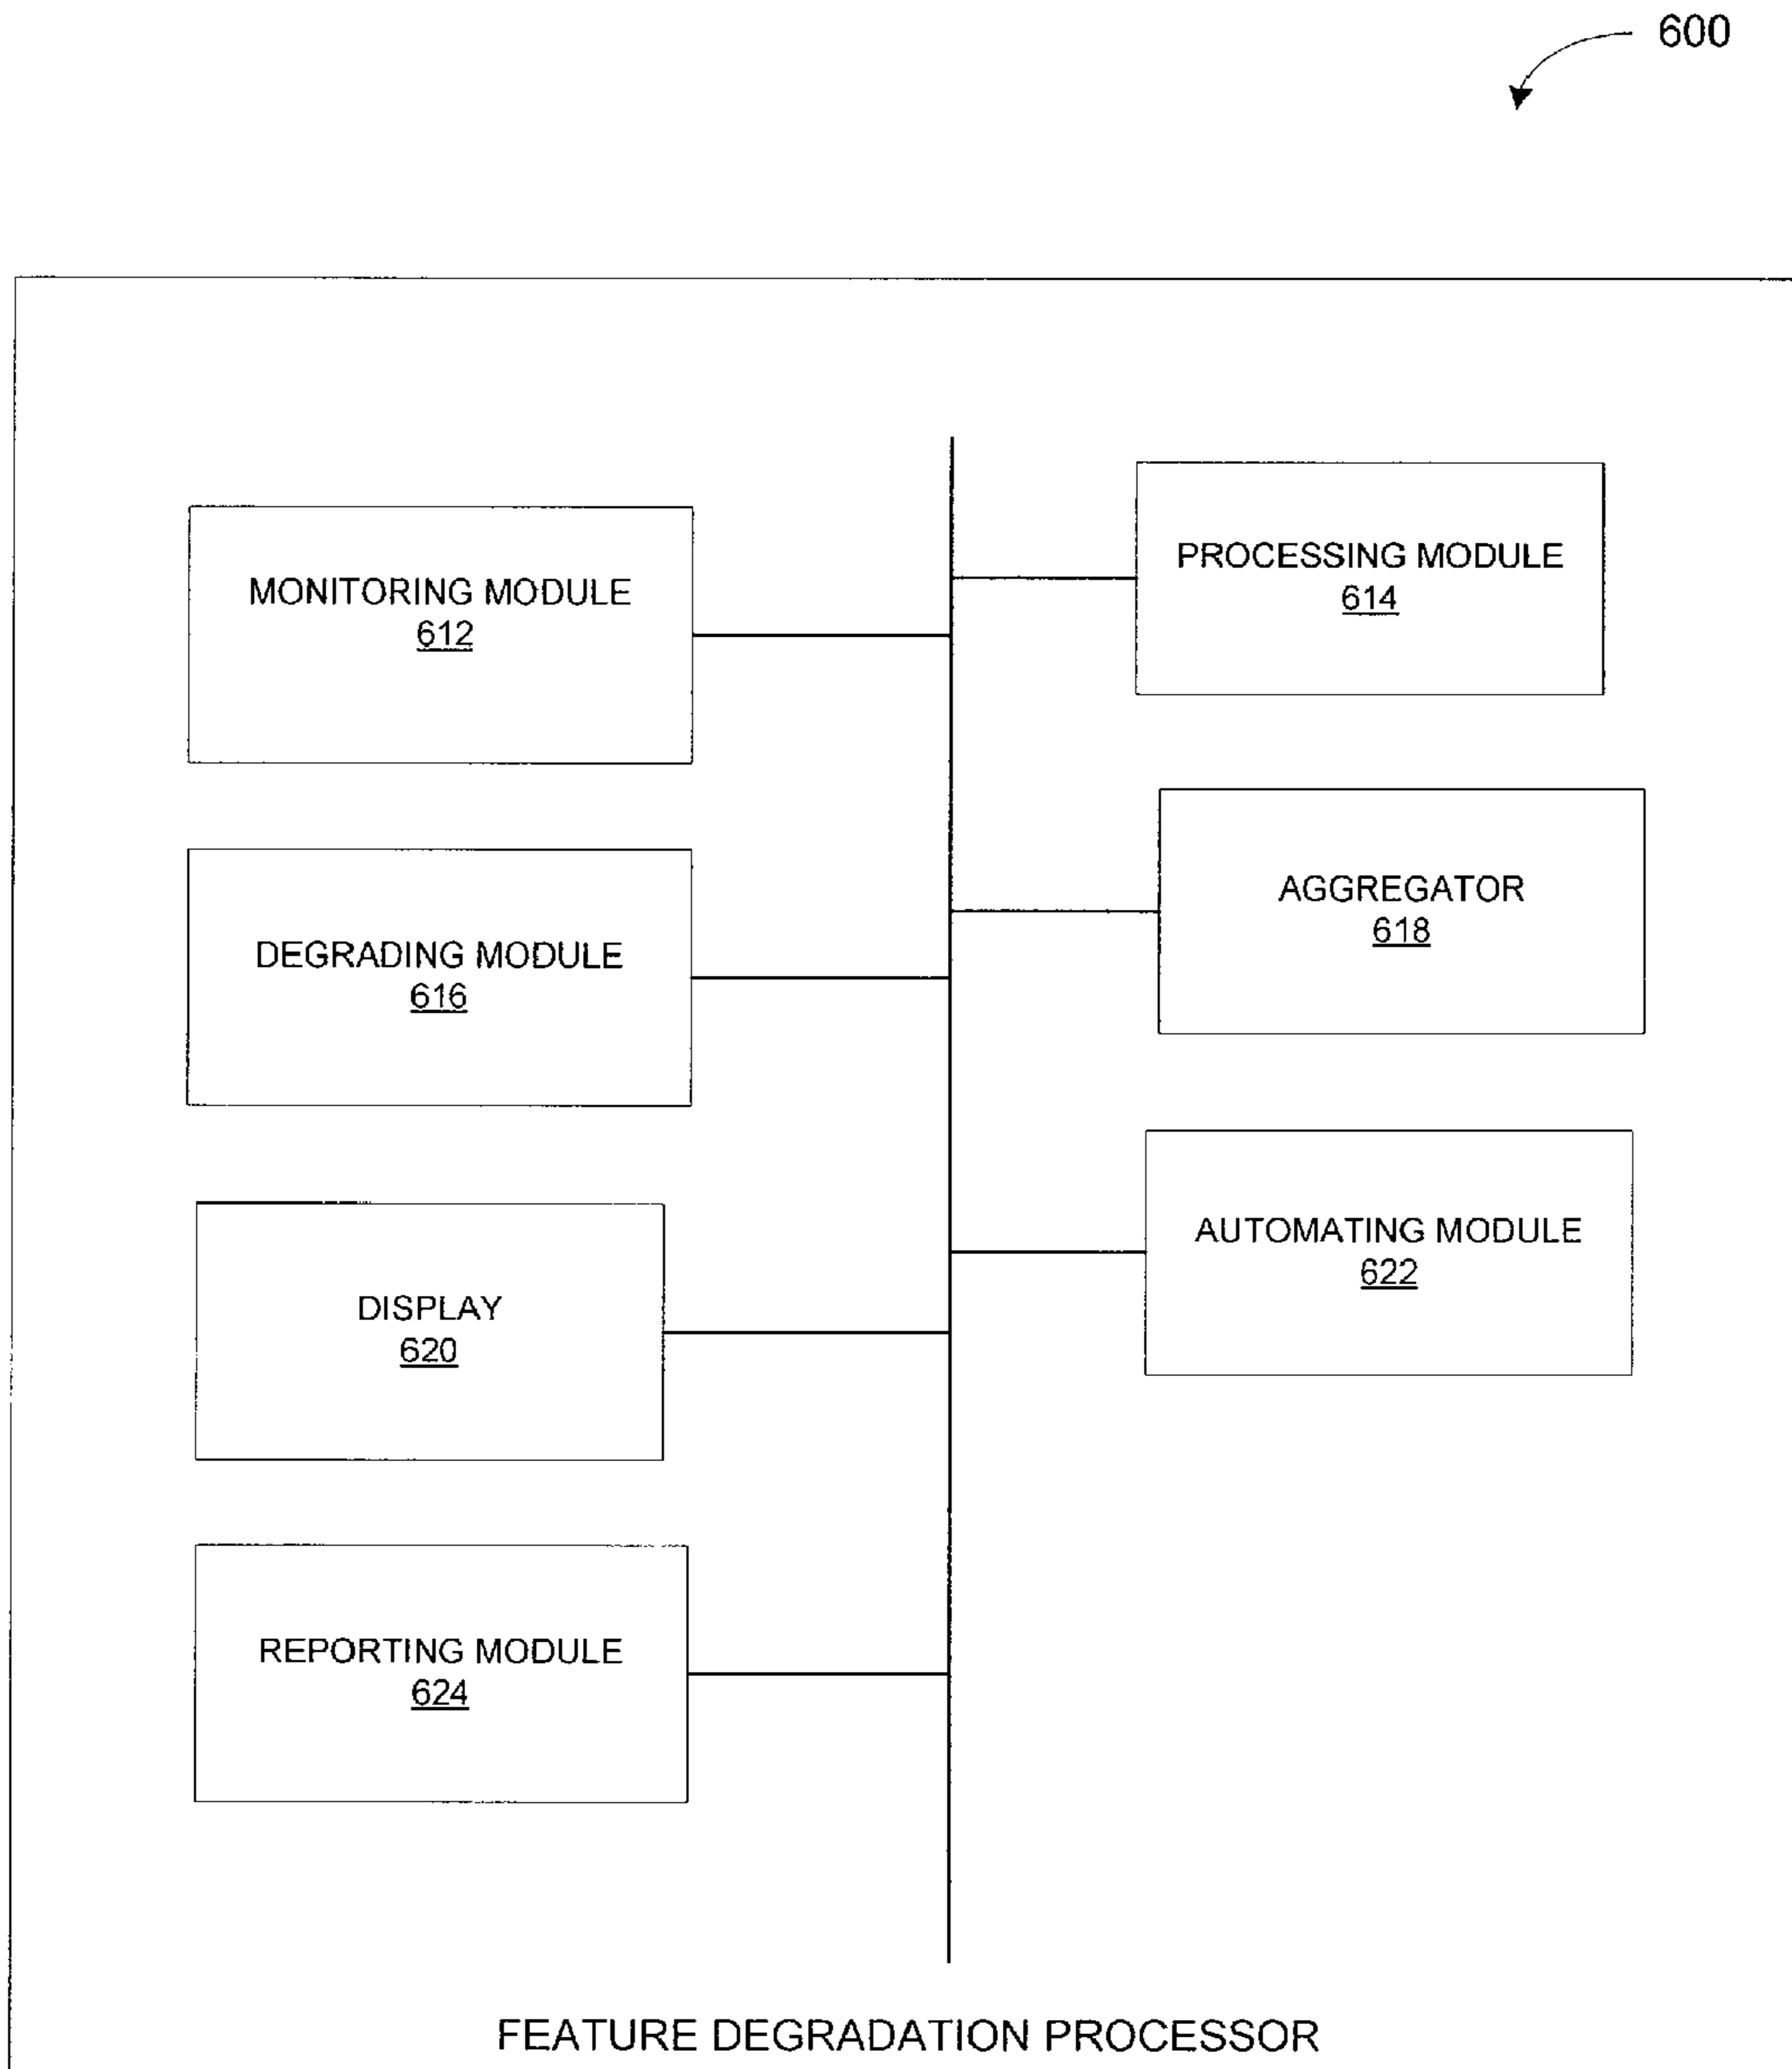 600
MONITORING MODULE
612
PROCESSING MODULE
614
DEGRADING MODULE
616
AGGREGATOR
618
DISPLAY
620
AUTOMATING MODULE
622
REPORTING MODULE
624
FEATURE DEGRADATION PROCESSOR